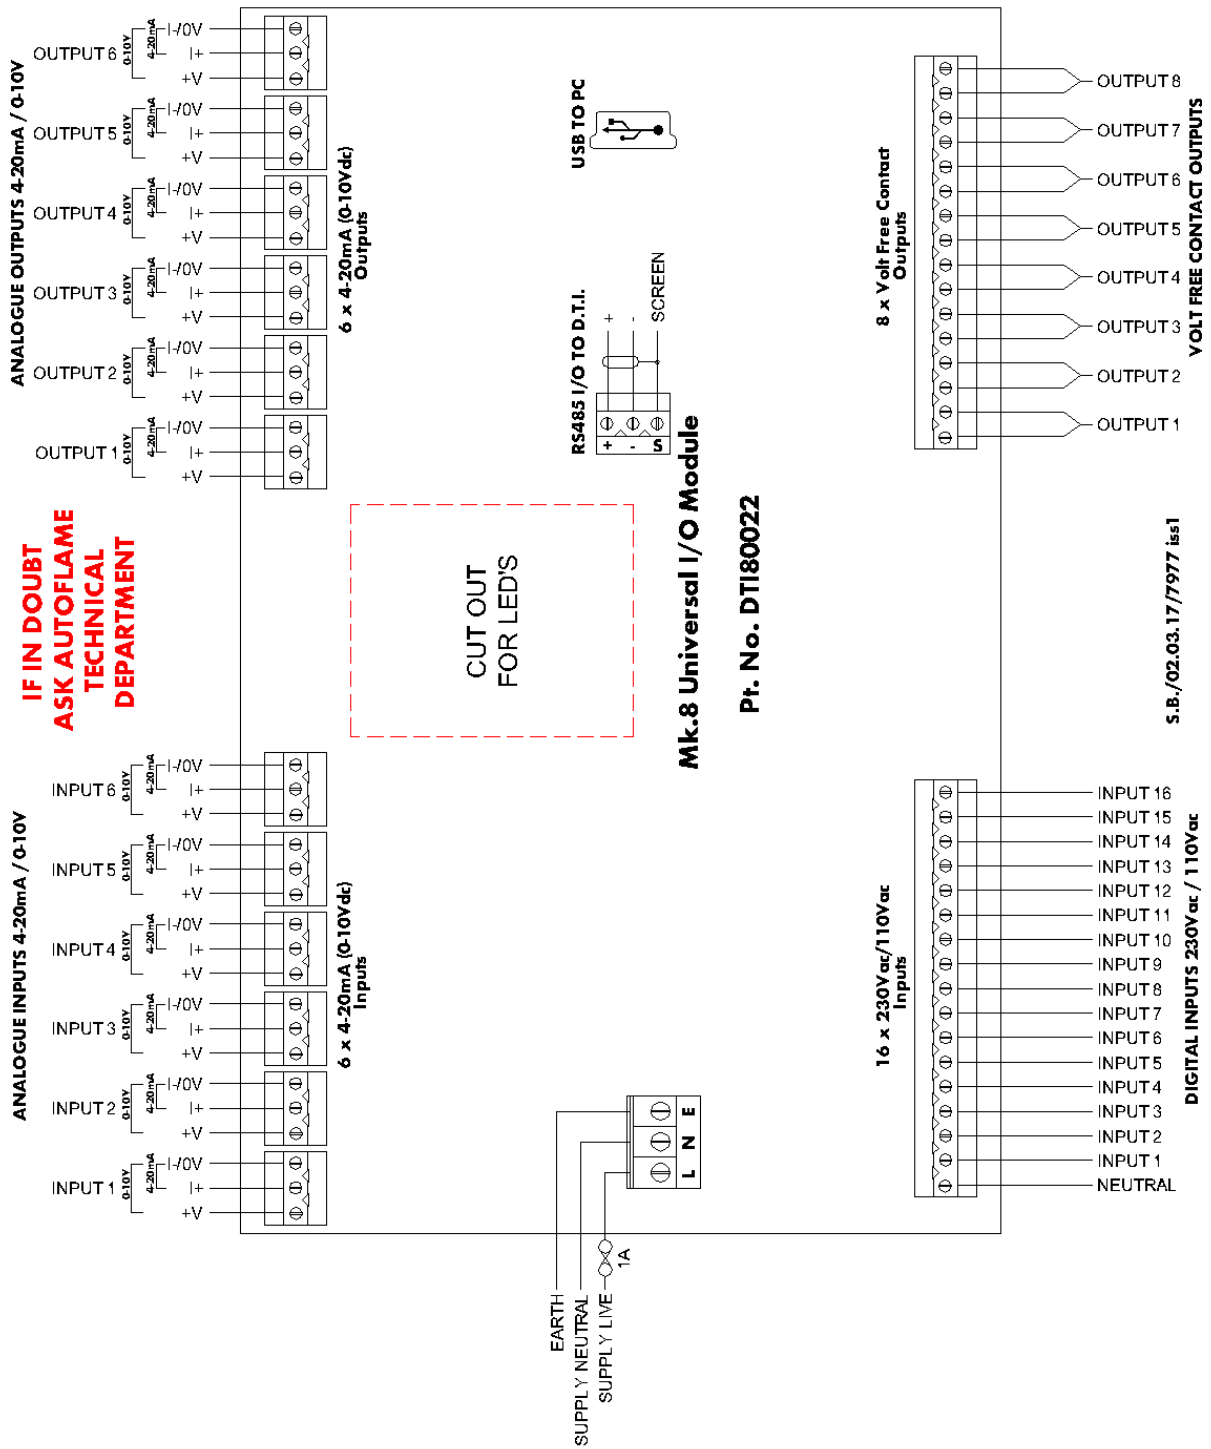 ANALOGUE OUTPUTS 4-20mA / 0-10V
OUTPUT 6
0-10V
4-20mA
I-/0V
I+
+V
OUTPUT 5
0-10V
4-20mA
I-/0V
I+
+V
OUTPUT 4
0-10V
4-20mA
I-/0V
I+
+V
OUTPUT 3
0-10V
4-20mA
I-/0V
I+
+V
OUTPUT 2
0-10V
4-20mA
I-/0V
I+
+V
OUTPUT 1
0-10V
4-20mA
I-/0V
I+
+V
6 x 4-20mA (0-10Vdc)
Outputs
USB TO PC
RS485 I/O TO D.T.I.
+
-
SCREEN
+
-
S
8 x Volt Free Contact
Outputs
OUTPUT 8
OUTPUT 7
OUTPUT 6
OUTPUT 5
OUTPUT 4
OUTPUT 3
OUTPUT 2
OUTPUT 1
VOLT FREE CONTACT OUTPUTS
IF IN DOUBT
ASK AUTOFLAME
TECHNICAL
DEPARTMENT
CUT OUT
FOR LED'S
Mk.8 Universal I/O Module
Pt. No. DTI80022
S.B./02.03.17/7977 iss1
ANALOGUE INPUTS 4-20mA / 0-10V
INPUT 6
0-10V
4-20mA
I-/0V
I+
+V
INPUT 5
0-10V
4-20mA
I-/0V
I+
+V
INPUT 4
0-10V
4-20mA
I-/0V
I+
+V
INPUT 3
0-10V
4-20mA
I-/0V
I+
+V
INPUT 2
0-10V
4-20mA
I-/0V
I+
+V
INPUT 1
0-10V
4-20mA
I-/0V
I+
+V
6 x 4-20mA (0-10Vdc)
Inputs
16 x 230Vac/110Vac
Inputs
INPUT 16
INPUT 15
INPUT 14
INPUT 13
INPUT 12
INPUT 11
INPUT 10
INPUT 9
INPUT 8
INPUT 7
INPUT 6
INPUT 5
INPUT 4
INPUT 3
INPUT 2
INPUT 1
NEUTRAL
DIGITAL INPUTS 230Vac / 110Vac
L N E
1A
EARTH
SUPPLY NEUTRAL
SUPPLY LIVE